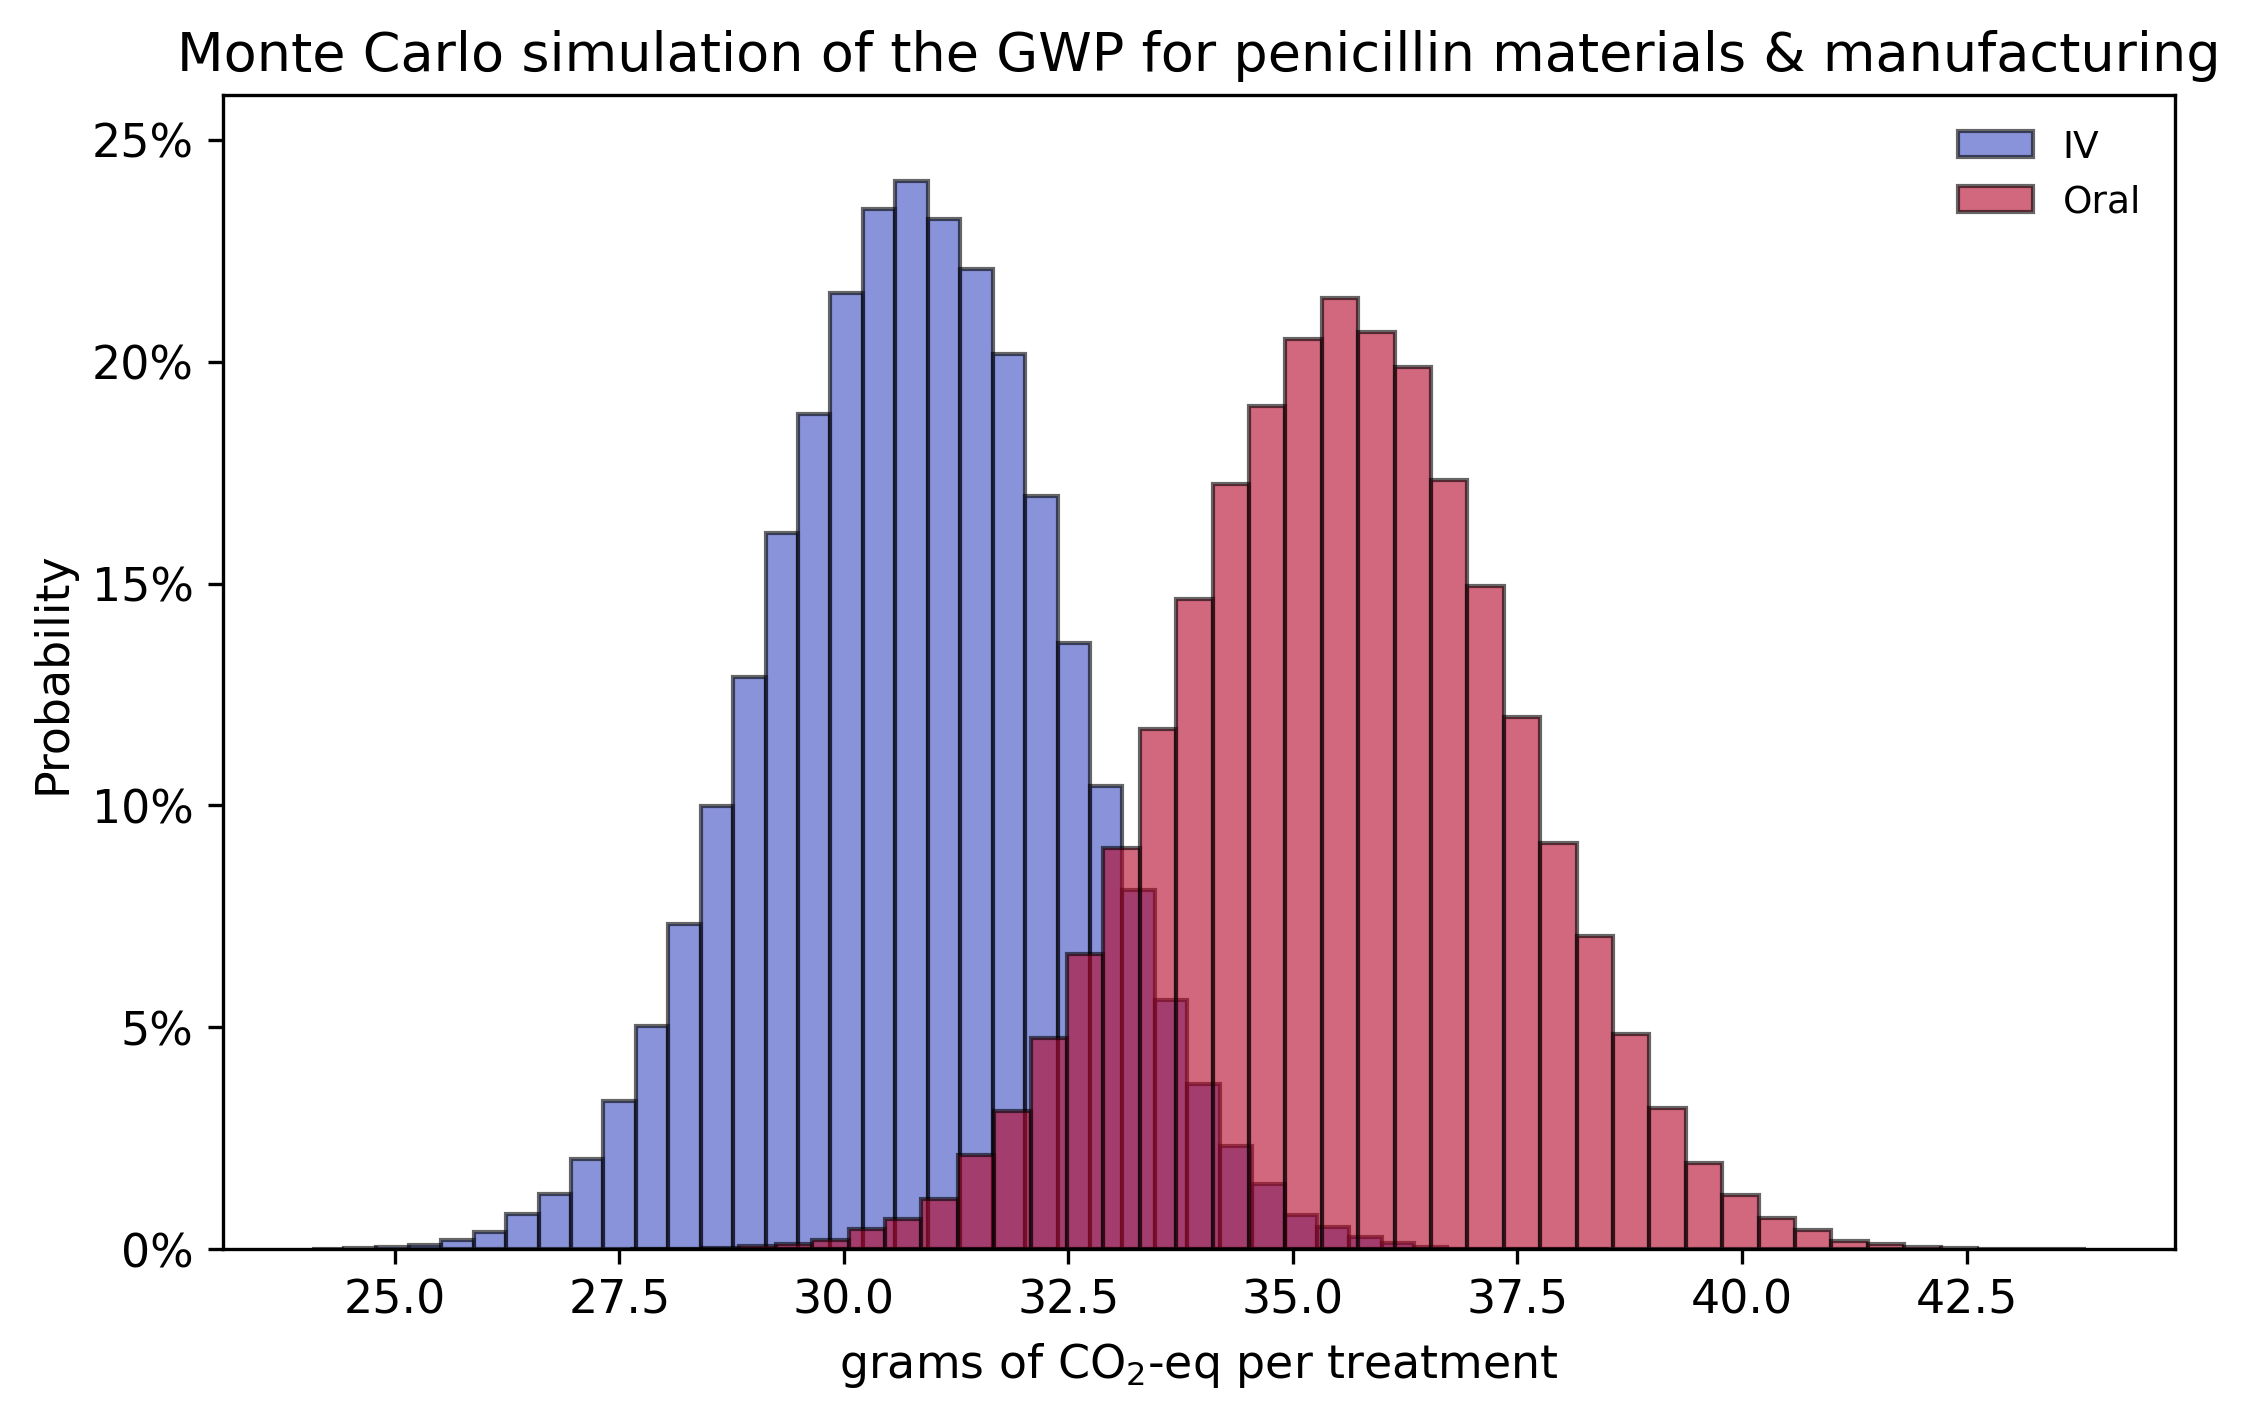 Monte Carlo simulation of the GWP for penicillin materials & manufacturing
IV
Oral
Probability
25%
20%
15%
10%
5%
0%
25.0 27.5 30.0 32.5 35.0 37.5 40.0 42.5
grams of CO₂-eq per treatment